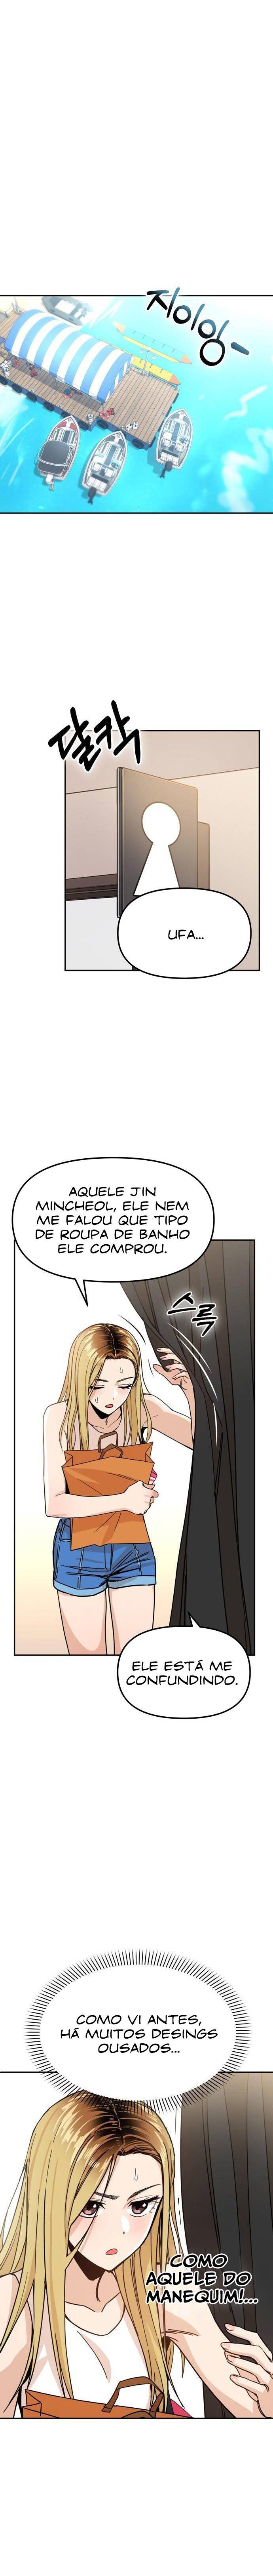 지이잉-
달칵
UFA...
AQUELE JIN
MINCHEOL, ELE NEM
ME FALOU QUE TIPO
DE ROUPA DE BANHO
ELE COMPROU.
스륵
ELE ESTÁ ME
CONFUNDINDO.
COMO VI ANTES,
HÁ MUITOS DESINGS
OUSADOS...
COMO
AQUELE DO
MANEQUIM!...